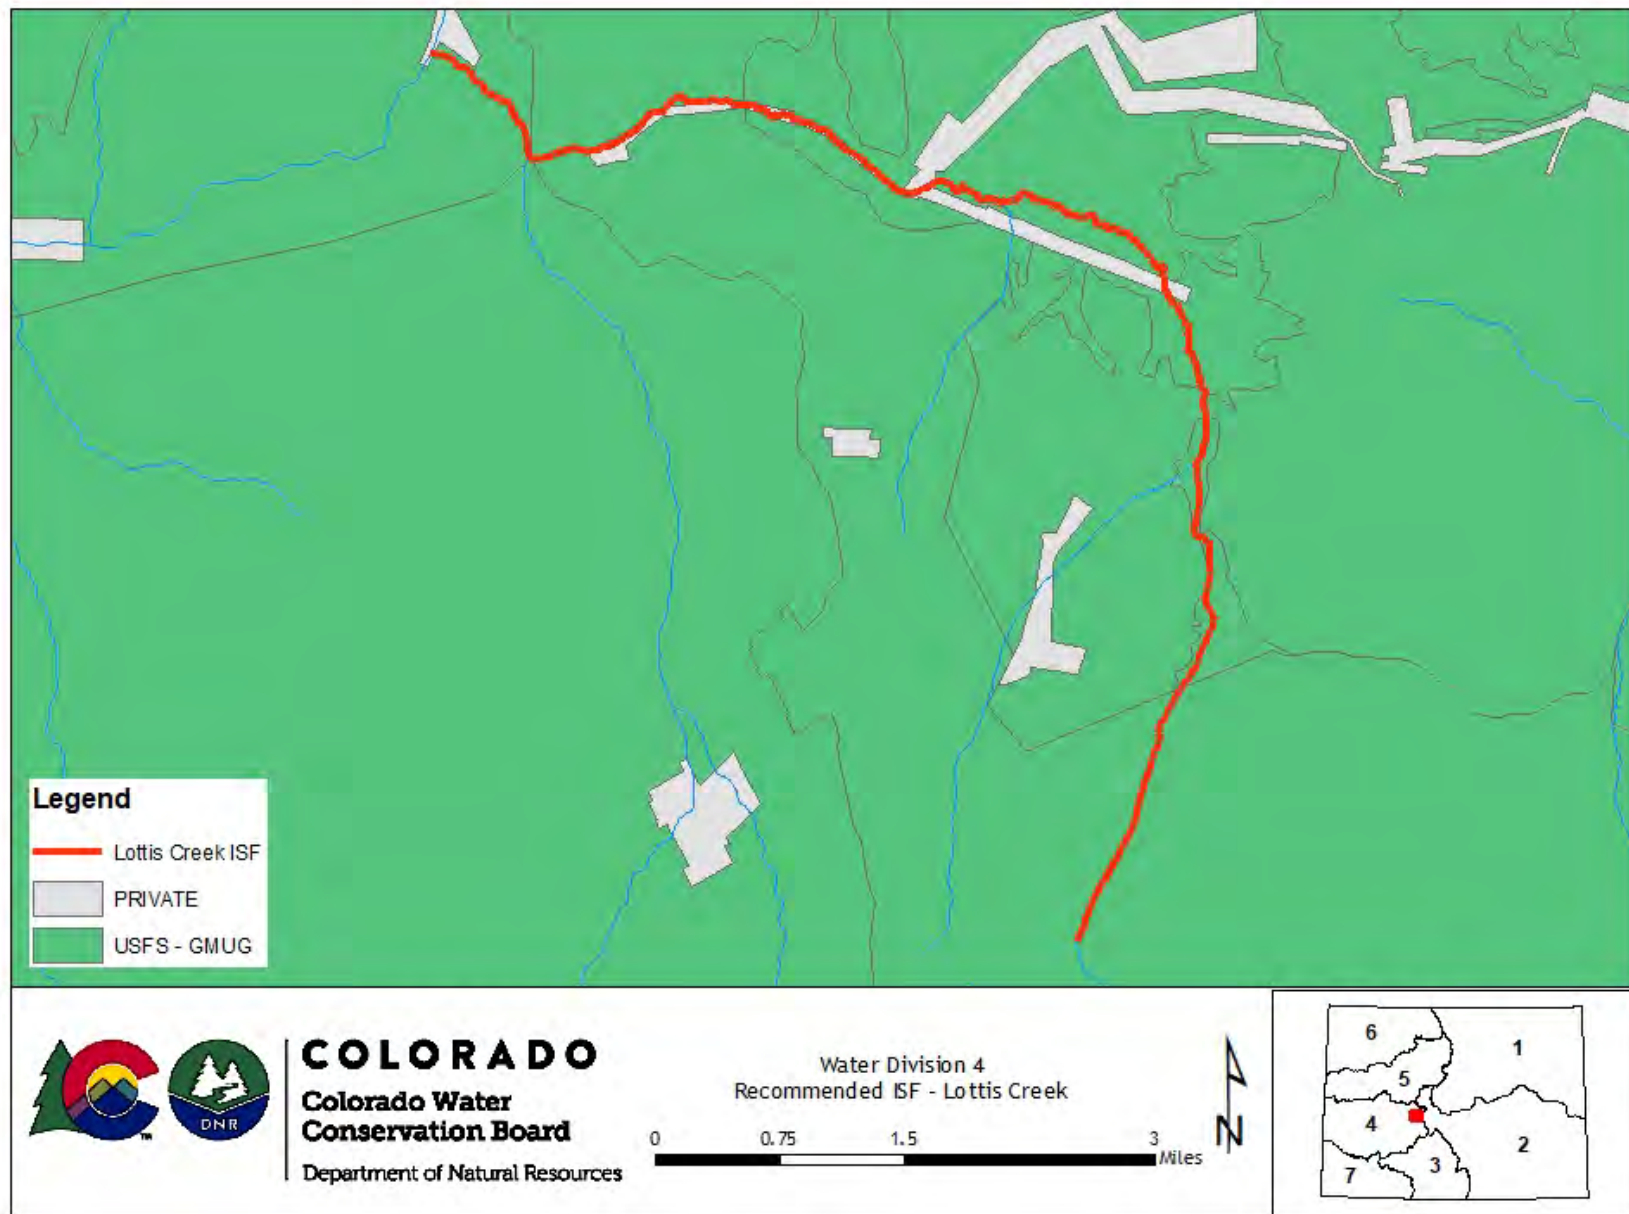 Legend
Lottis Creek ISF
PRIVATE
USFS - GMUG
DNR
TM
COLORADO
Colorado Water
Conservation Board
Department of Natural Resources
Water Division 4
Recommended ISF - Lottis Creek
0 0.75 1.5 3
Miles
N
6
1
5
4
2
3
7